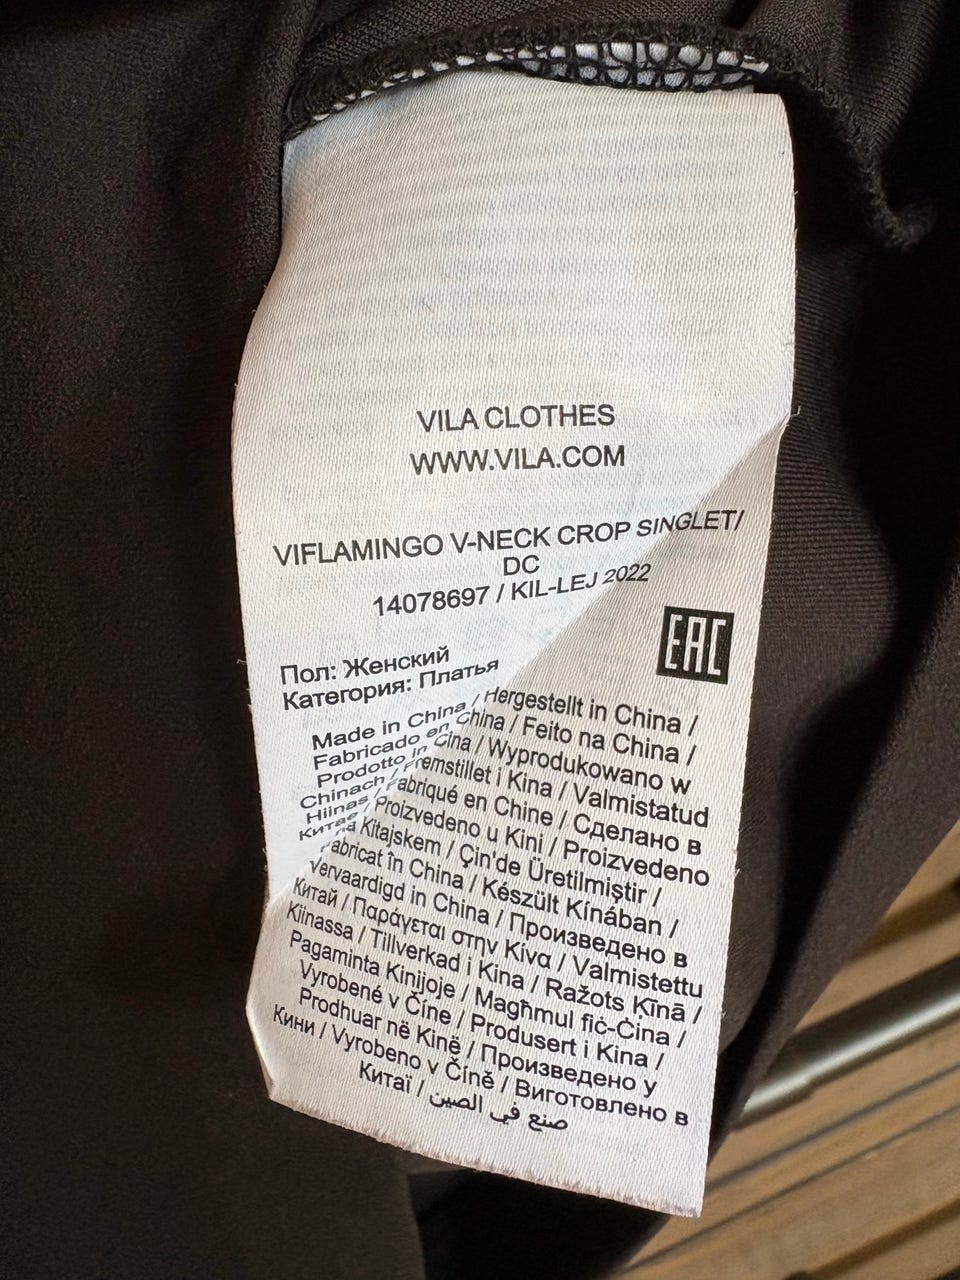 VILA CLOTHES
WWW.VILA.COM
VIFLAMINGO V-NECK CROP SINGLET/
DC
14078697 / KIL-LEJ 2022
EAC
Пол: Женский
Категория: Платья
Made in China / Hergestellt in China /
Fabricado en China / Feito na China /
Prodotto in Cina / Wyprodukowano w
Chinach / Fremstillet i Kina / Valmistatud
Hiinas / Fabriqué en Chine / Сделано в
Китае / Proizvedeno u Kini / Proizvedeno
na Kitajskem / Çin'de Üretilmiştir /
Fabricat în China / Készült Kínában /
Vervaardigd in China / Произведено в
Китай / Παράγεται στην Κίνα / Valmistettu
Kiinassa / Tillverkad i Kina / Ražots Ķīnā /
Pagaminta Kinijoje / Magħmul fiċ-Ċina /
Vyrobené v Číne / Produsert i Kina /
Prodhuar në Kinë / Произведено у
Кини / Vyrobeno v Číně / Виготовлено в
Китаї / صنع في الصين